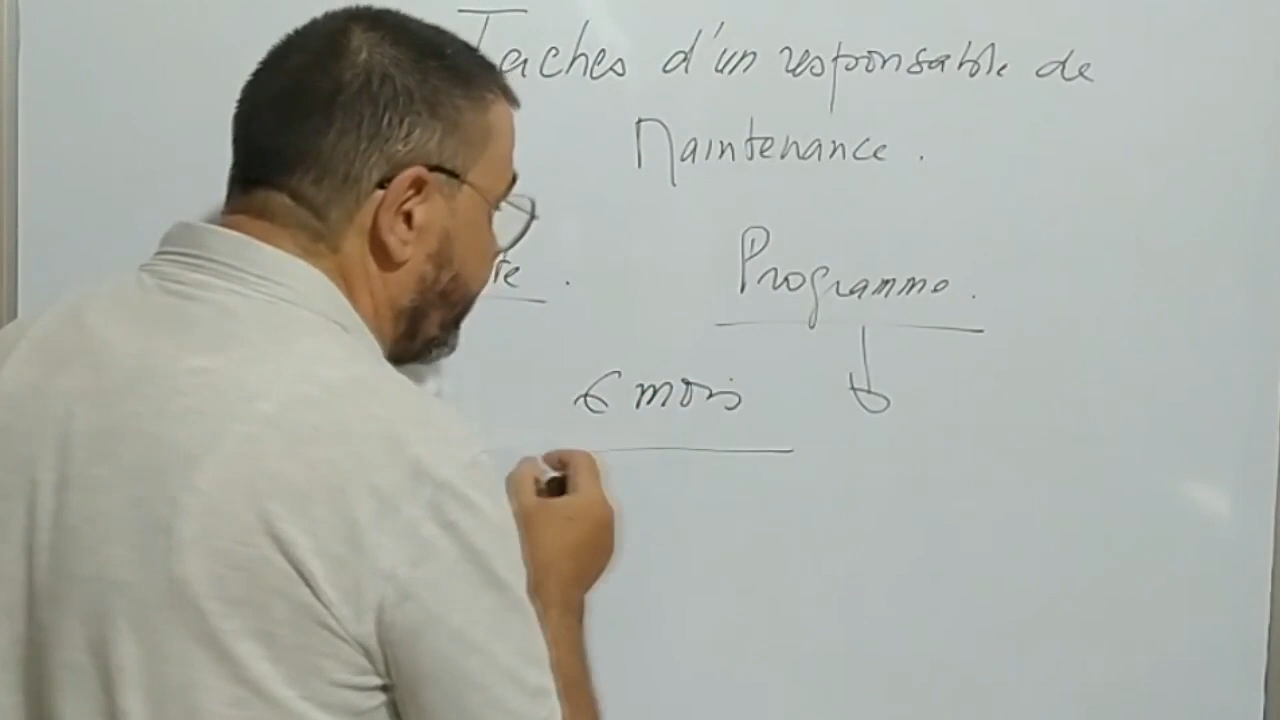 Taches d'un responsable de
Maintenance.
Programme.
6 mois